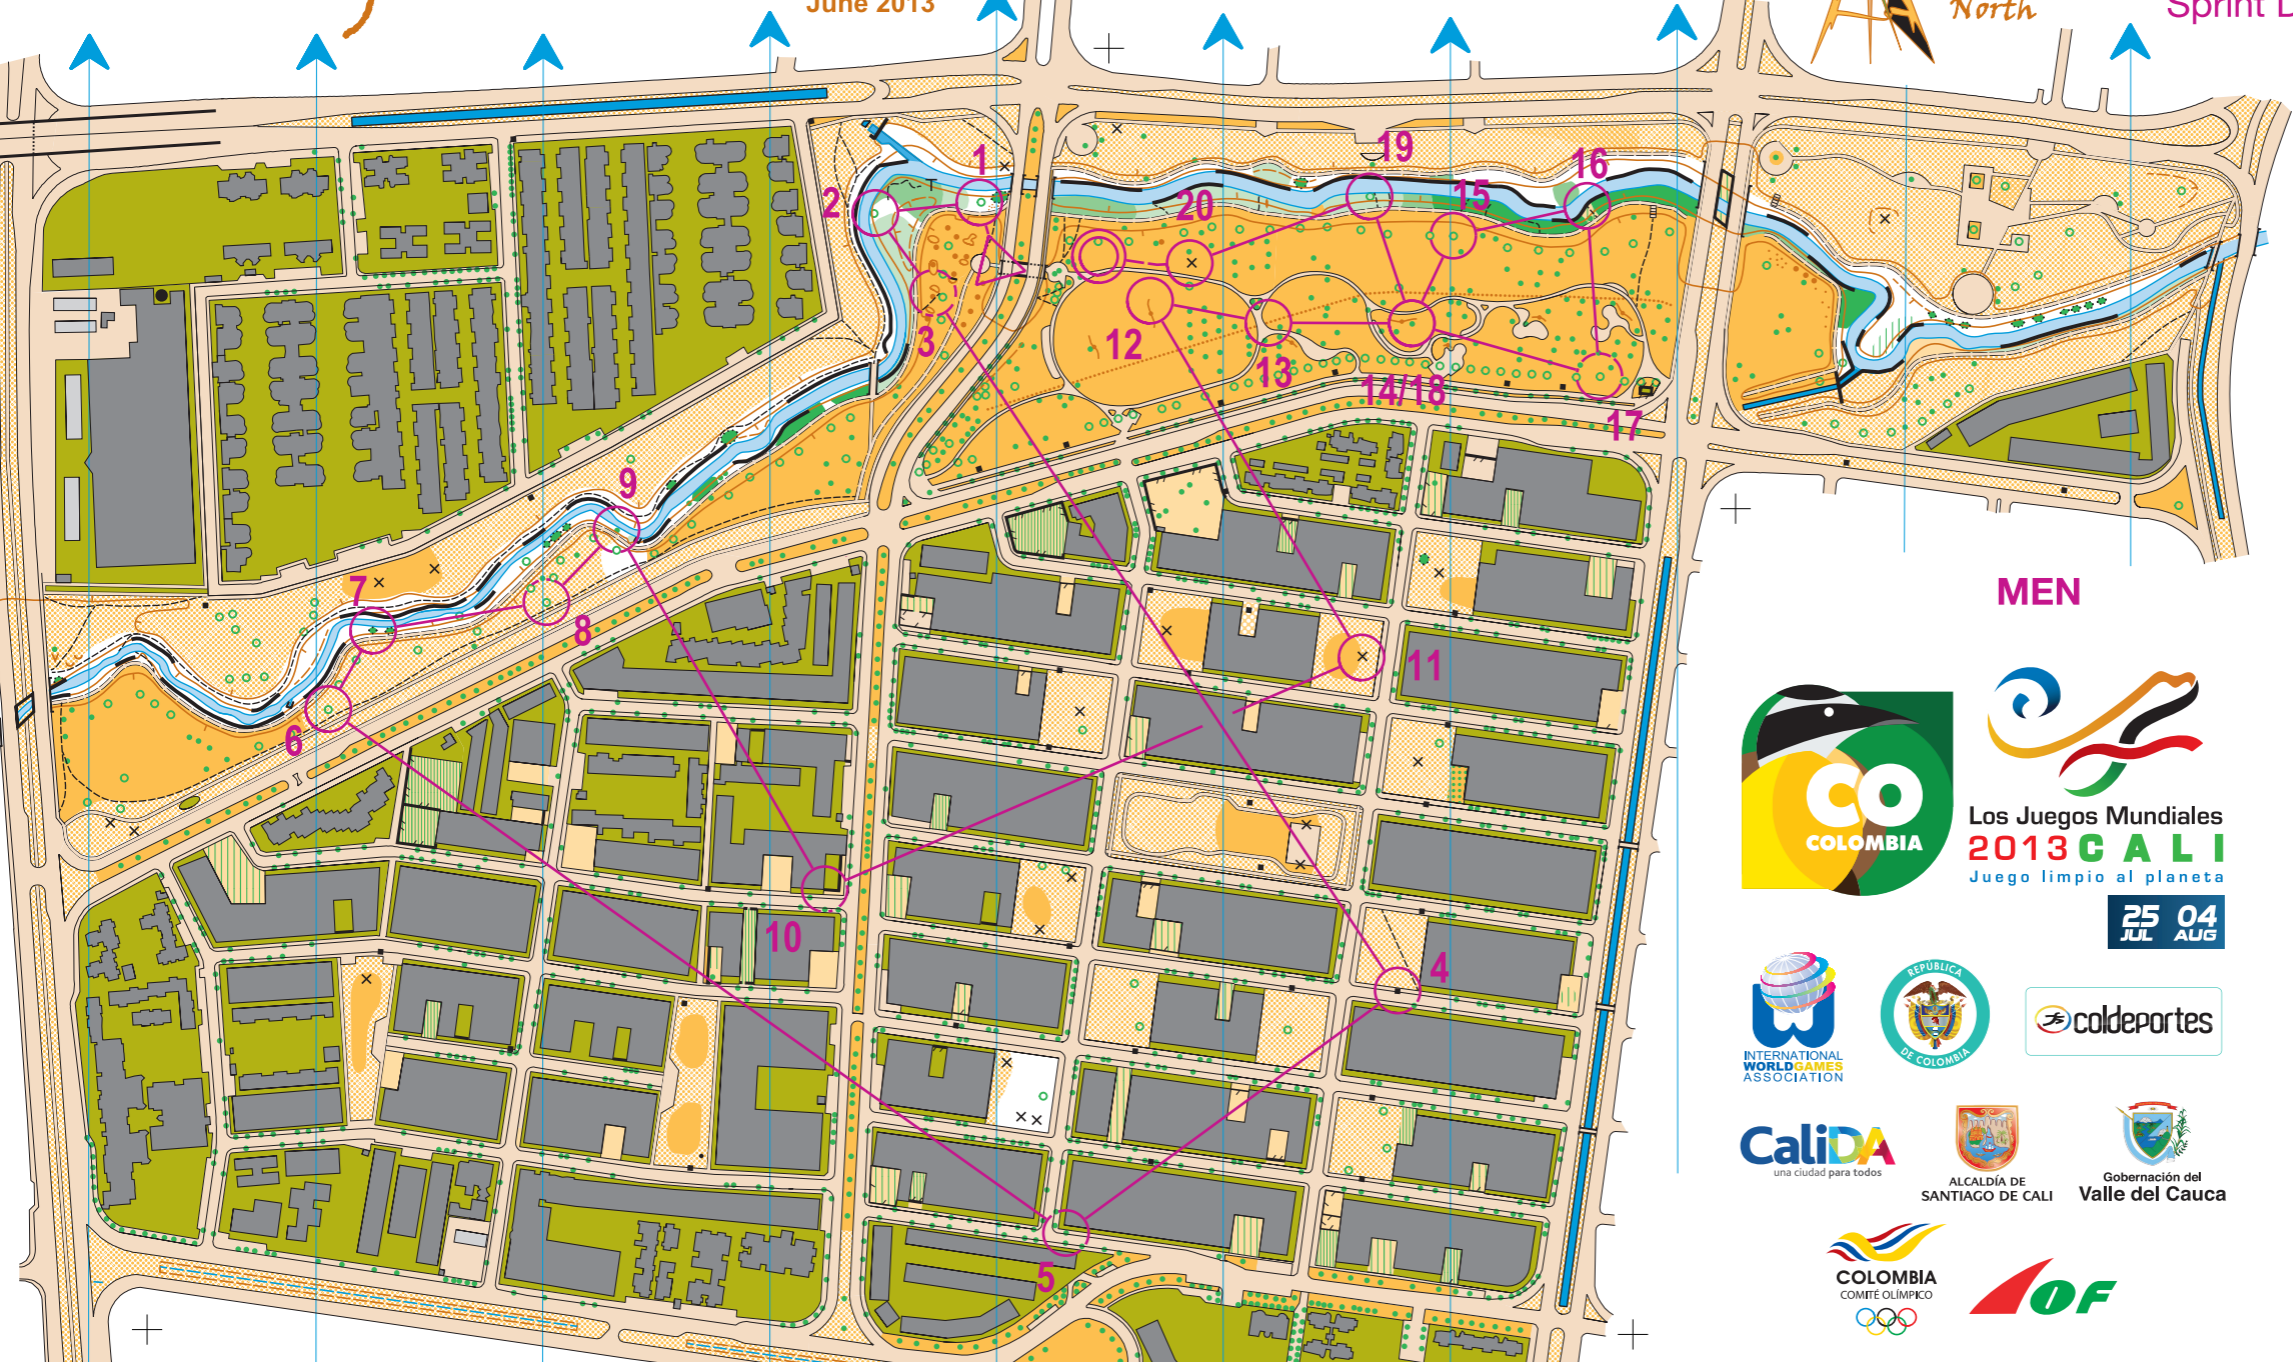 June 2013
North
Sprint
1
2
3
19
16
15
20
12
13
14/18
17
9
7
8
6
11
10
4
5
MEN
CO
COLOMBIA
Los Juegos Mundiales
2013 CALI
Juego limpio al planeta
25 04
JUL AUG
INTERNATIONAL
WORLDGAMES
ASSOCIATION
REPÚBLICA
DE COLOMBIA
coldeportes
CaliDA
una ciudad para todos
ALCALDÍA DE
SANTIAGO DE CALI
Gobernación del
Valle del Cauca
COLOMBIA
COMITÉ OLÍMPICO
IOF